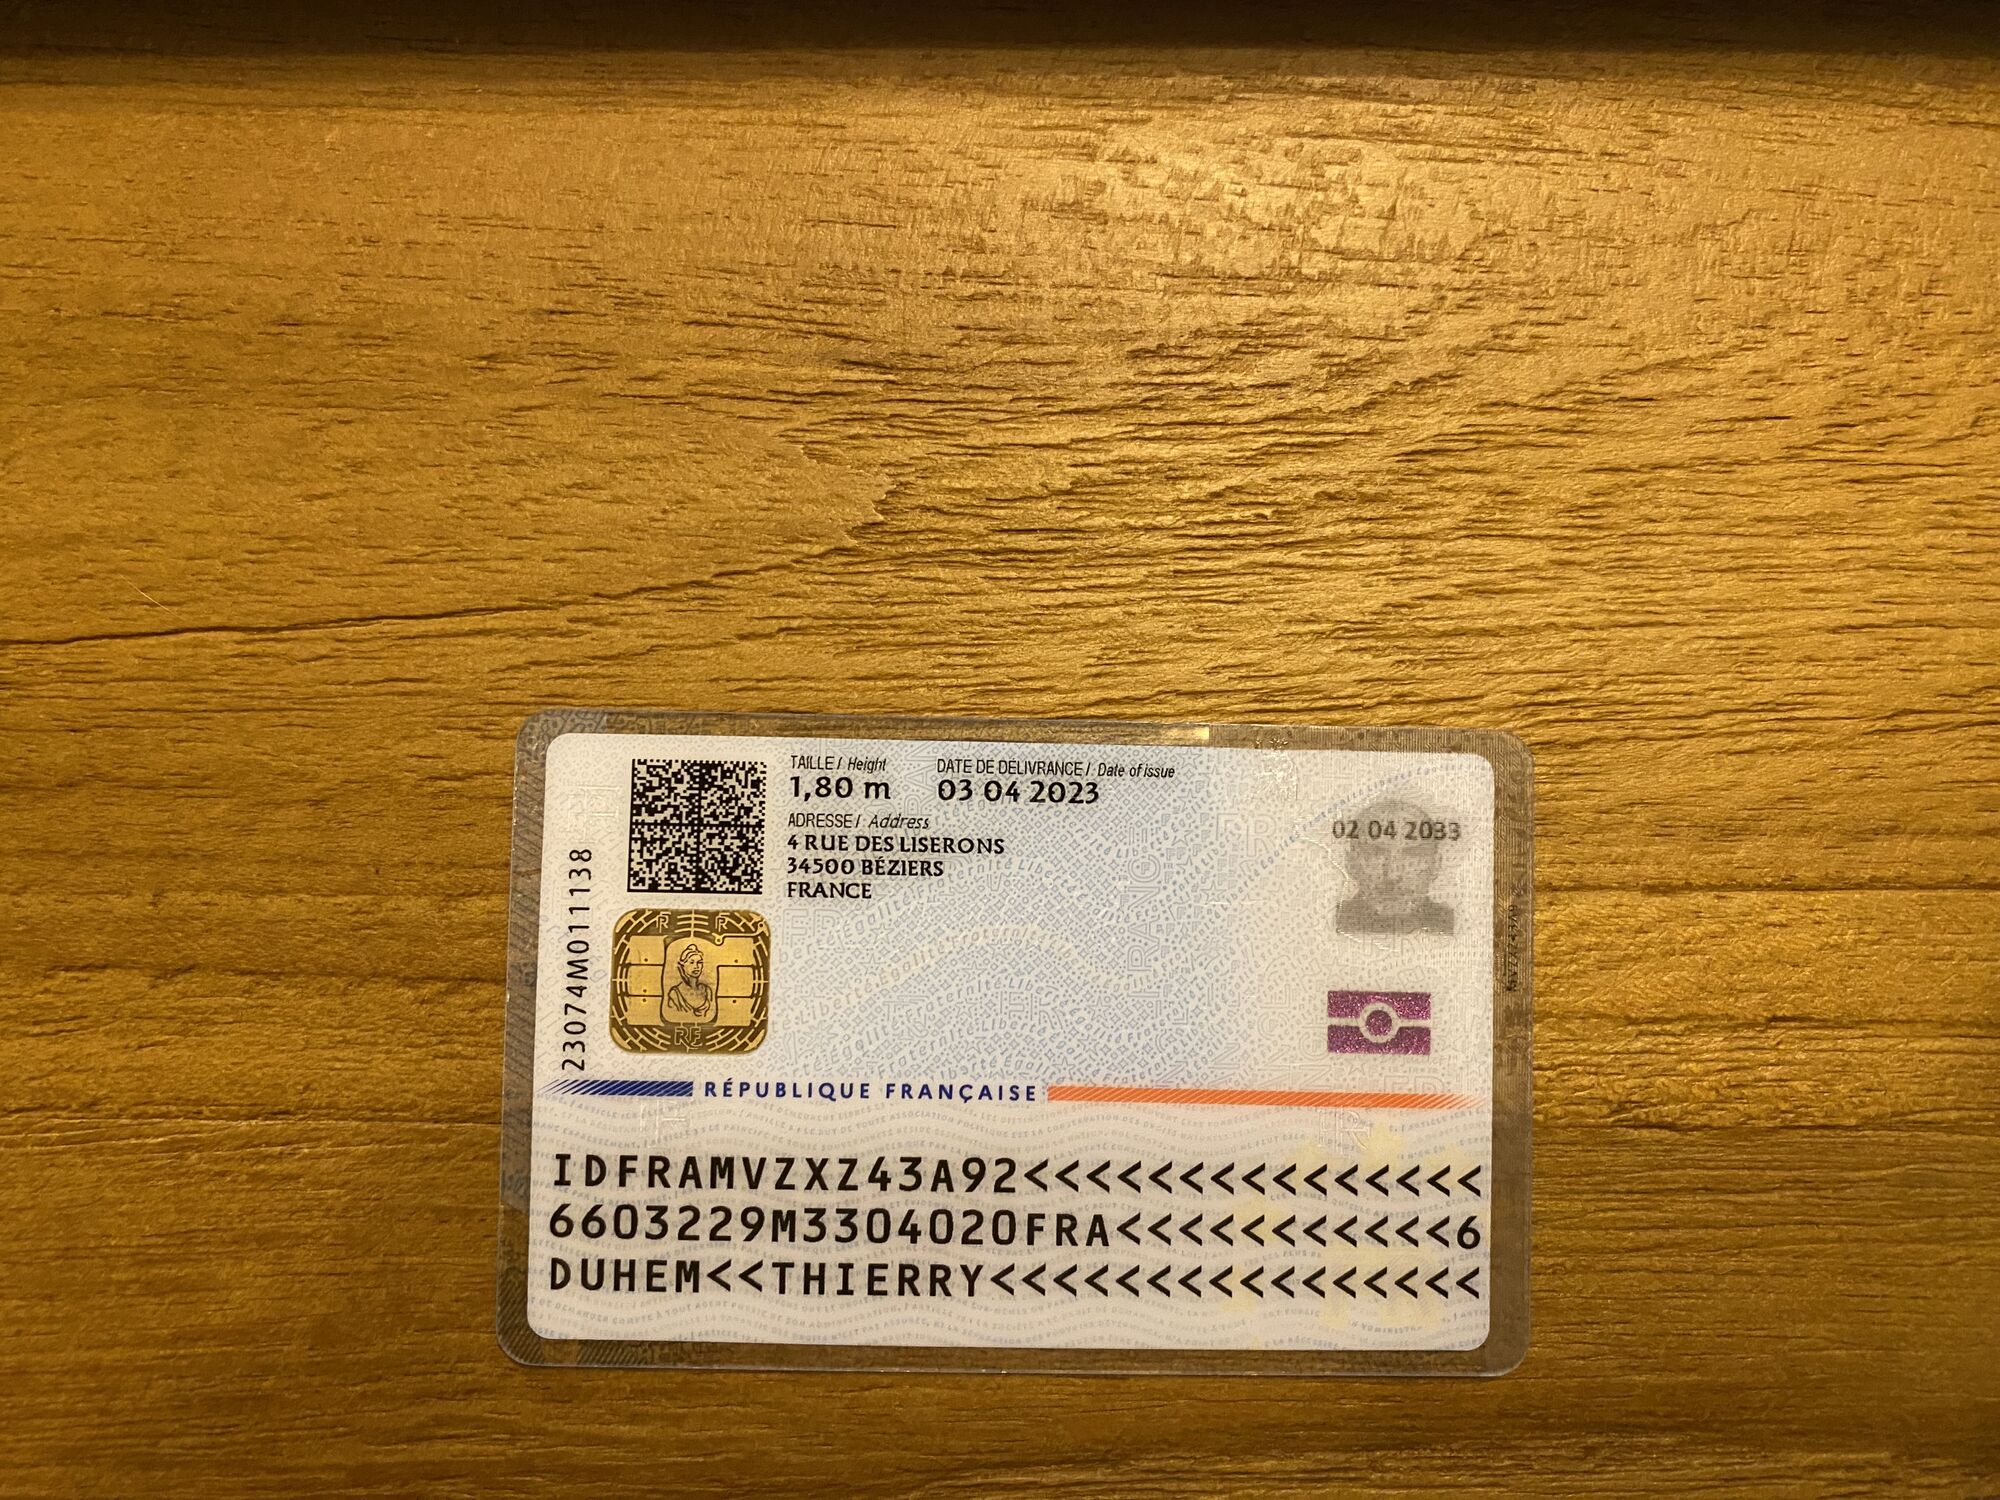 TAILLE / Height DATE DE DÉLIVRANCE / Date of issue
1,80 m 03 04 2023
ADRESSE / Address
4 RUE DES LISERONS
34500 BÉZIERS
FRANCE
02 04 2033
23074M011138
RÉPUBLIQUE FRANÇAISE
IDFRAMVZXZ43A92<<<<<<<<<<<<<<<
6603229M3304020FRA<<<<<<<<<<<6
DUHEM<<THIERRY<<<<<<<<<<<<<<<<